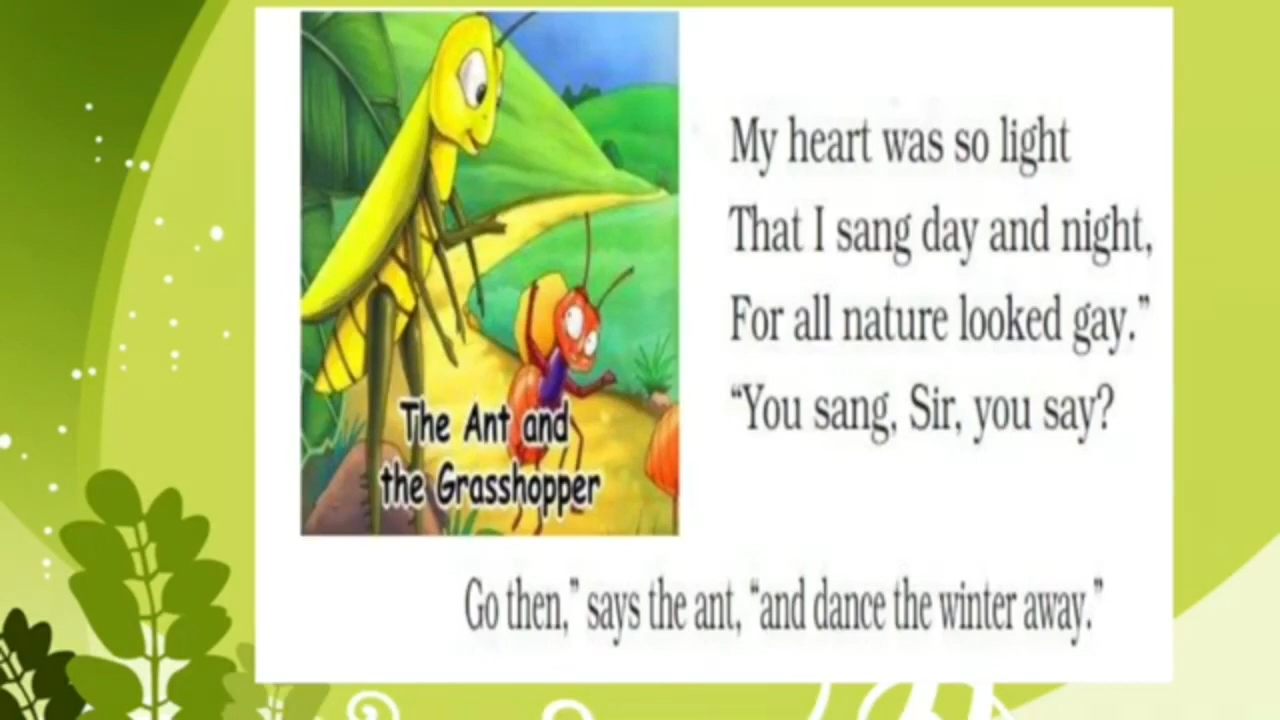 The Ant and
the Grasshopper
My heart was so light
That I sang day and night,
For all nature looked gay.”
“You sang, Sir, you say?
Go then,” says the ant, “and dance the winter away.”